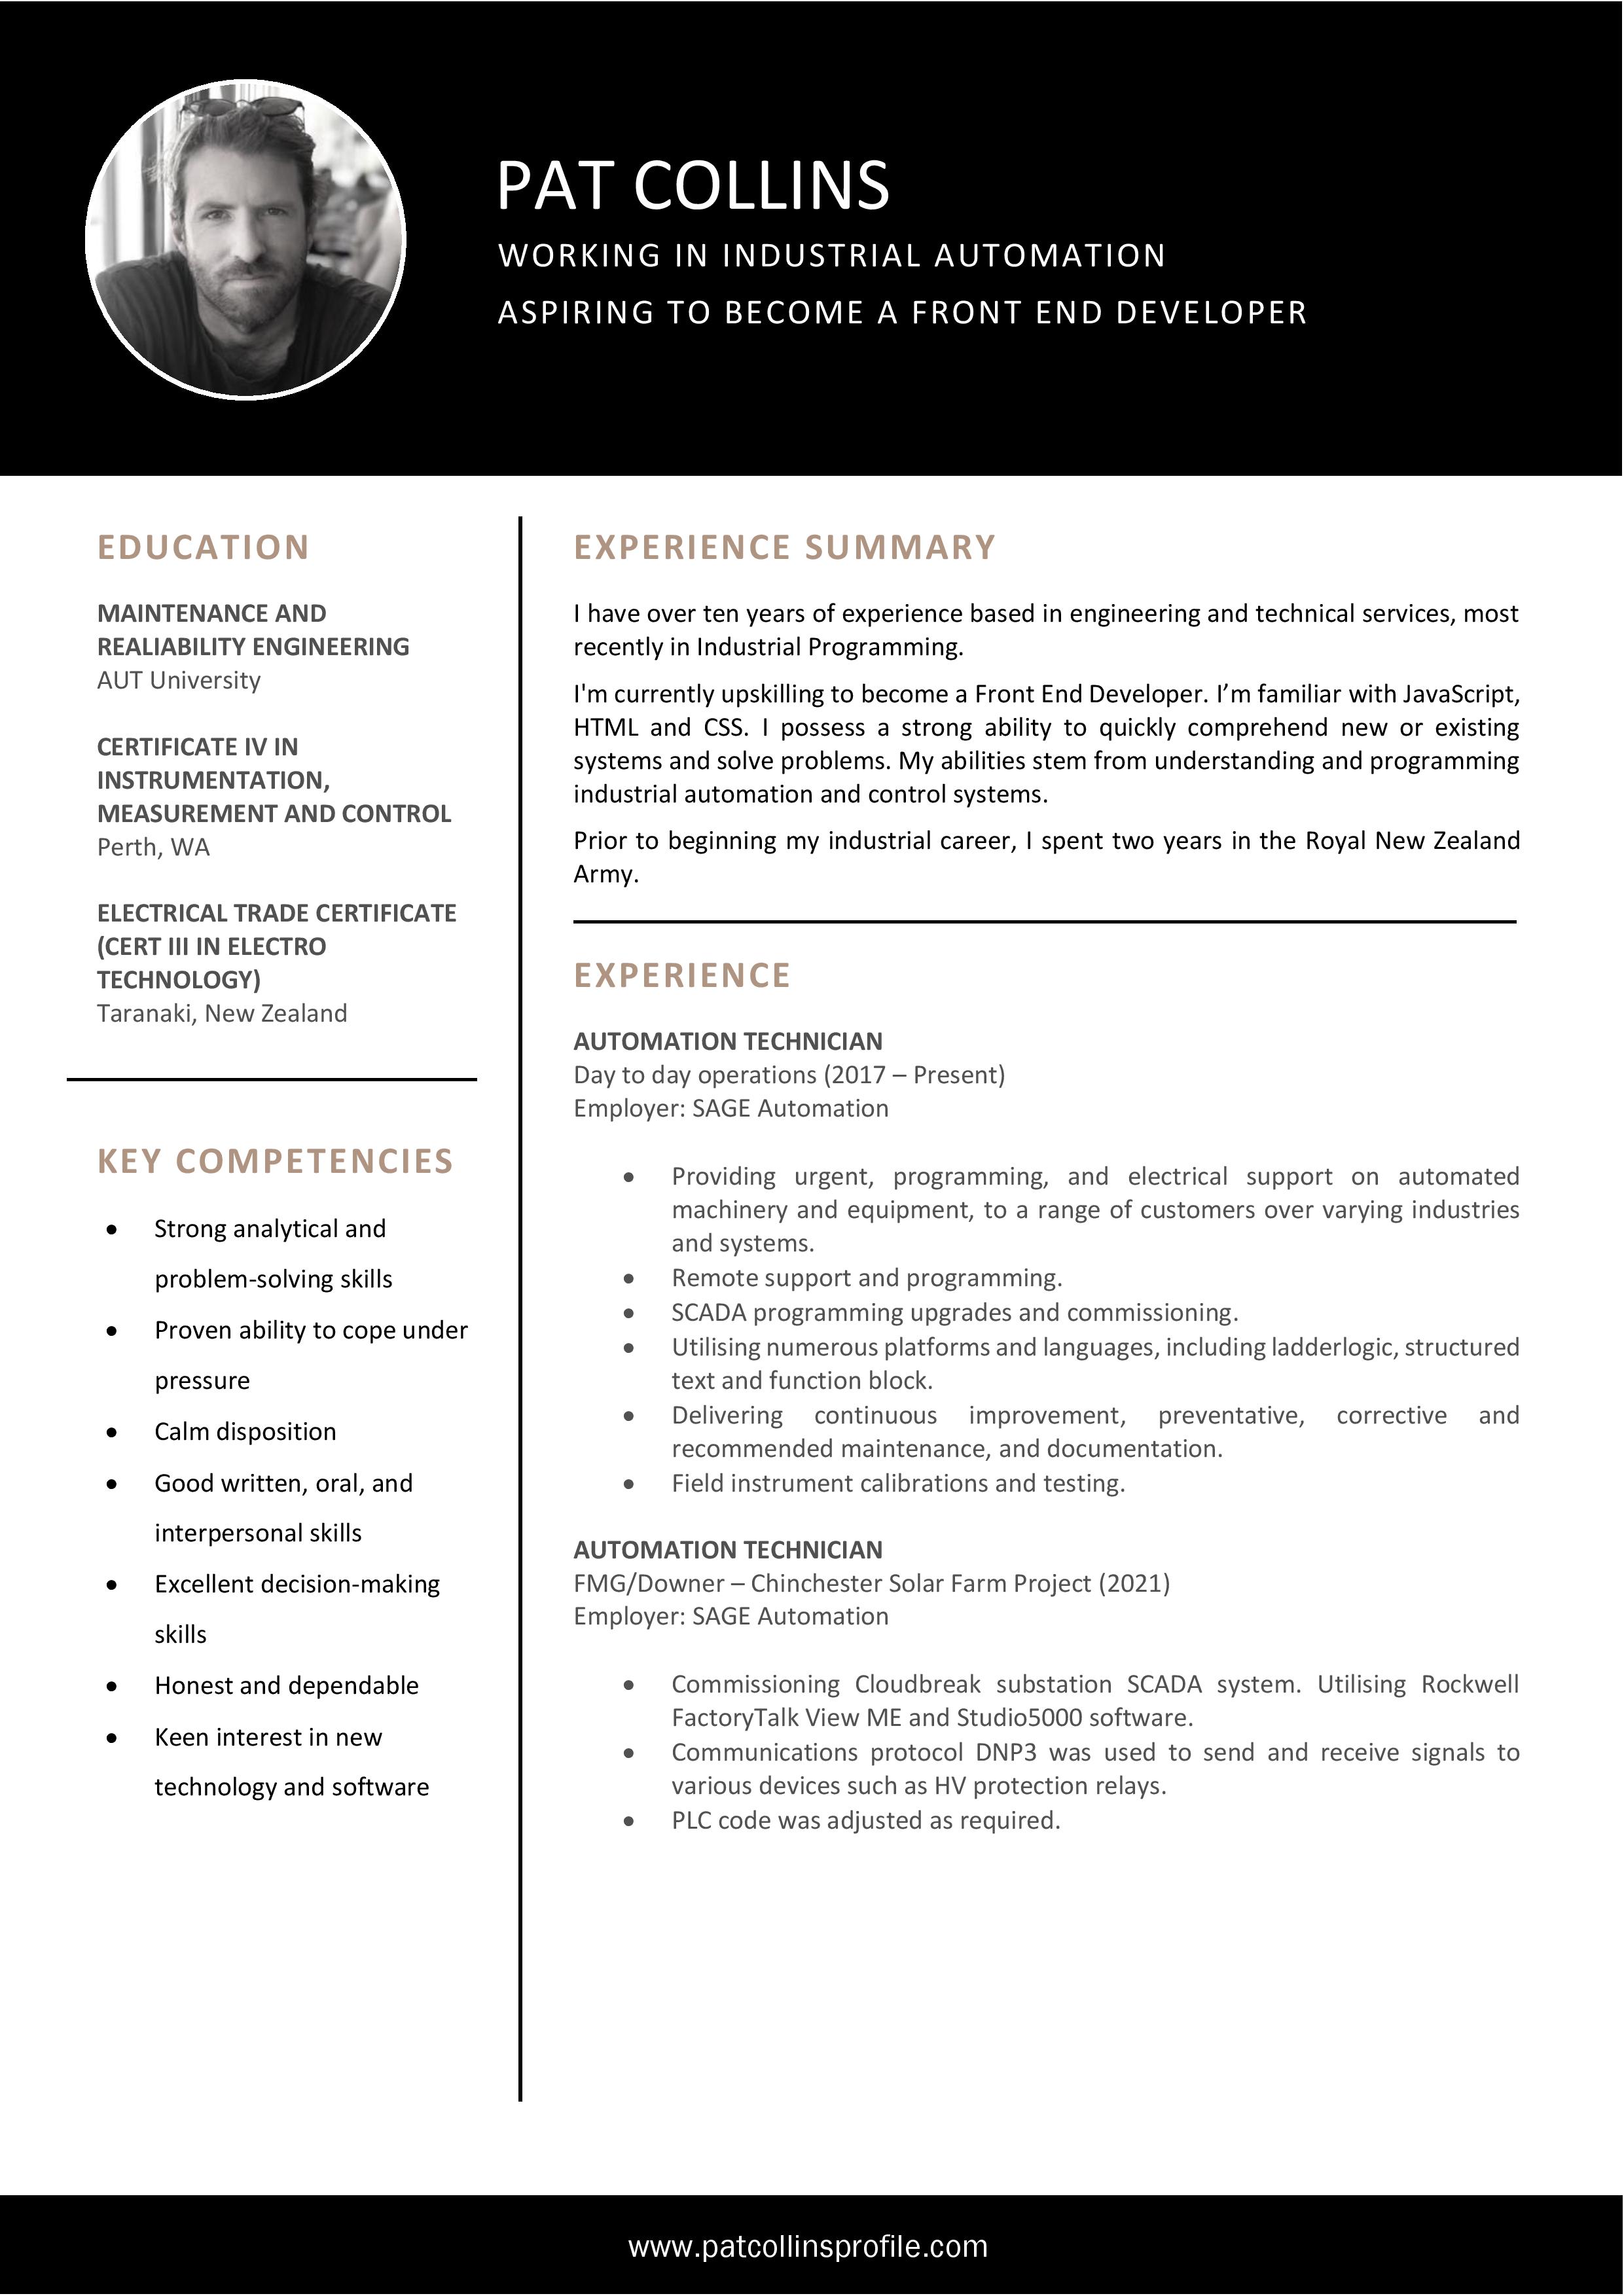 PAT COLLINS
WORKING IN INDUSTRIAL AUTOMATION
ASPIRING TO BECOME A FRONT END DEVELOPER
EDUCATION
MAINTENANCE AND
REALIABILITY ENGINEERING
AUT University
CERTIFICATE IV IN
INSTRUMENTATION,
MEASUREMENT AND CONTROL
Perth, WA
ELECTRICAL TRADE CERTIFICATE
(CERT III IN ELECTRO
TECHNOLOGY)
Taranaki, New Zealand
KEY COMPETENCIES
• Strong analytical and
problem-solving skills
• Proven ability to cope under
pressure
• Calm disposition
• Good written, oral, and
interpersonal skills
• Excellent decision-making
skills
• Honest and dependable
• Keen interest in new
technology and software
EXPERIENCE SUMMARY
I have over ten years of experience based in engineering and technical services, most
recently in Industrial Programming.
I'm currently upskilling to become a Front End Developer. I’m familiar with JavaScript,
HTML and CSS. I possess a strong ability to quickly comprehend new or existing
systems and solve problems. My abilities stem from understanding and programming
industrial automation and control systems.
Prior to beginning my industrial career, I spent two years in the Royal New Zealand
Army.
EXPERIENCE
AUTOMATION TECHNICIAN
Day to day operations (2017 – Present)
Employer: SAGE Automation
• Providing urgent, programming, and electrical support on automated
machinery and equipment, to a range of customers over varying industries
and systems.
• Remote support and programming.
• SCADA programming upgrades and commissioning.
• Utilising numerous platforms and languages, including ladderlogic, structured
text and function block.
• Delivering continuous improvement, preventative, corrective and
recommended maintenance, and documentation.
• Field instrument calibrations and testing.
AUTOMATION TECHNICIAN
FMG/Downer – Chinchester Solar Farm Project (2021)
Employer: SAGE Automation
• Commissioning Cloudbreak substation SCADA system. Utilising Rockwell
FactoryTalk View ME and Studio5000 software.
• Communications protocol DNP3 was used to send and receive signals to
various devices such as HV protection relays.
• PLC code was adjusted as required.
www.patcollinsprofile.com